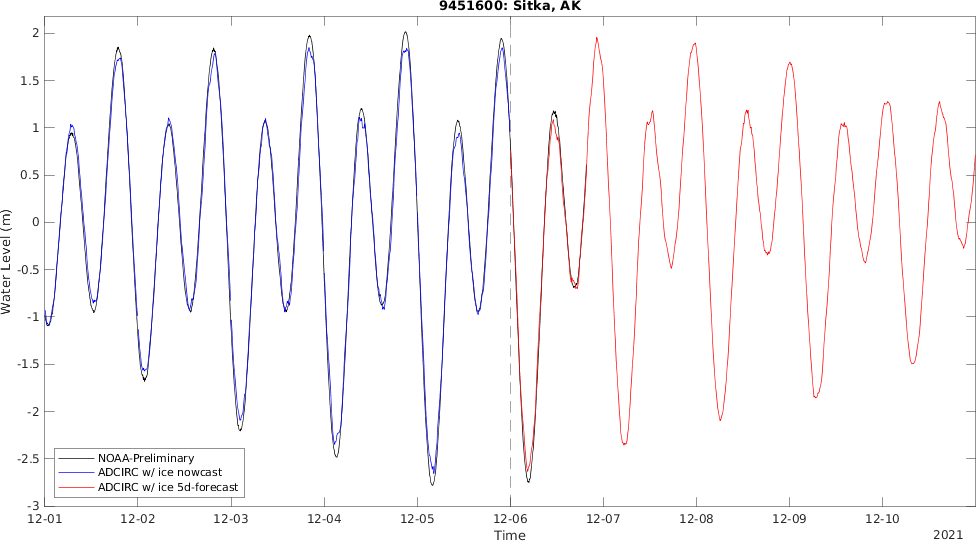 9451600: Sitka, AK
2
1.5
1
0.5
0
-0.5
-1
-1.5
-2
-2.5
-3
Water Level (m)
NOAA-Preliminary
ADCIRC w/ ice nowcast
ADCIRC w/ ice 5d-forecast
12-01 12-02 12-03 12-04 12-05 12-06 12-07 12-08 12-09 12-10
Time
2021